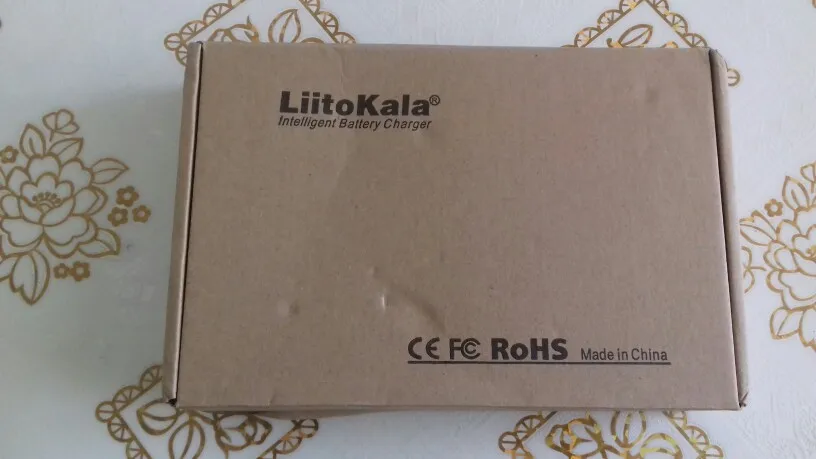 LiitoKala®
Intelligent Battery Charger
CE FC RoHS Made in China